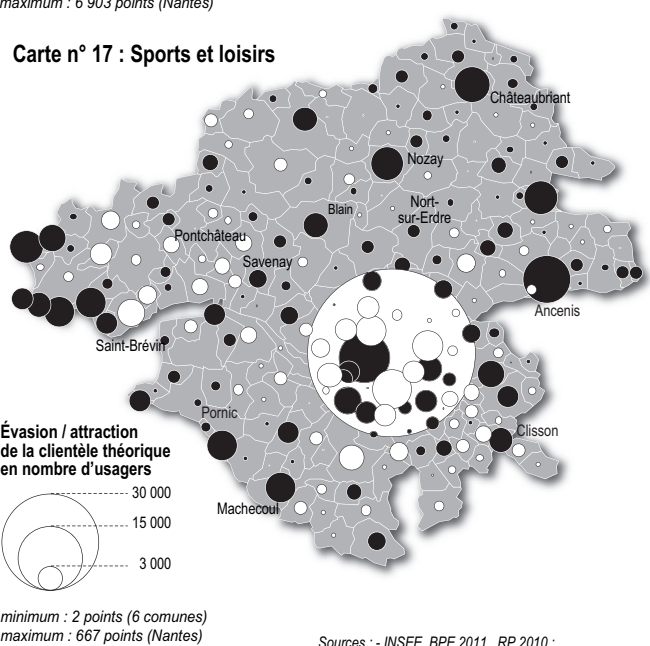 maximum : 6 903 points (Nantes)
Carte n° 17 : Sports et loisirs
Châteaubriant
Nozay
Blain
Nort-
sur-Erdre
Pontchâteau
Savenay
Ancenis
Saint-Brévin
Pornic
Clisson
Machecoul
Évasion / attraction
de la clientèle théorique
en nombre d'usagers
30 000
15 000
3 000
minimum : 2 points (6 comunes)
maximum : 667 points (Nantes)
Sources : - INSEE, BPE 2011, RP 2010 ;